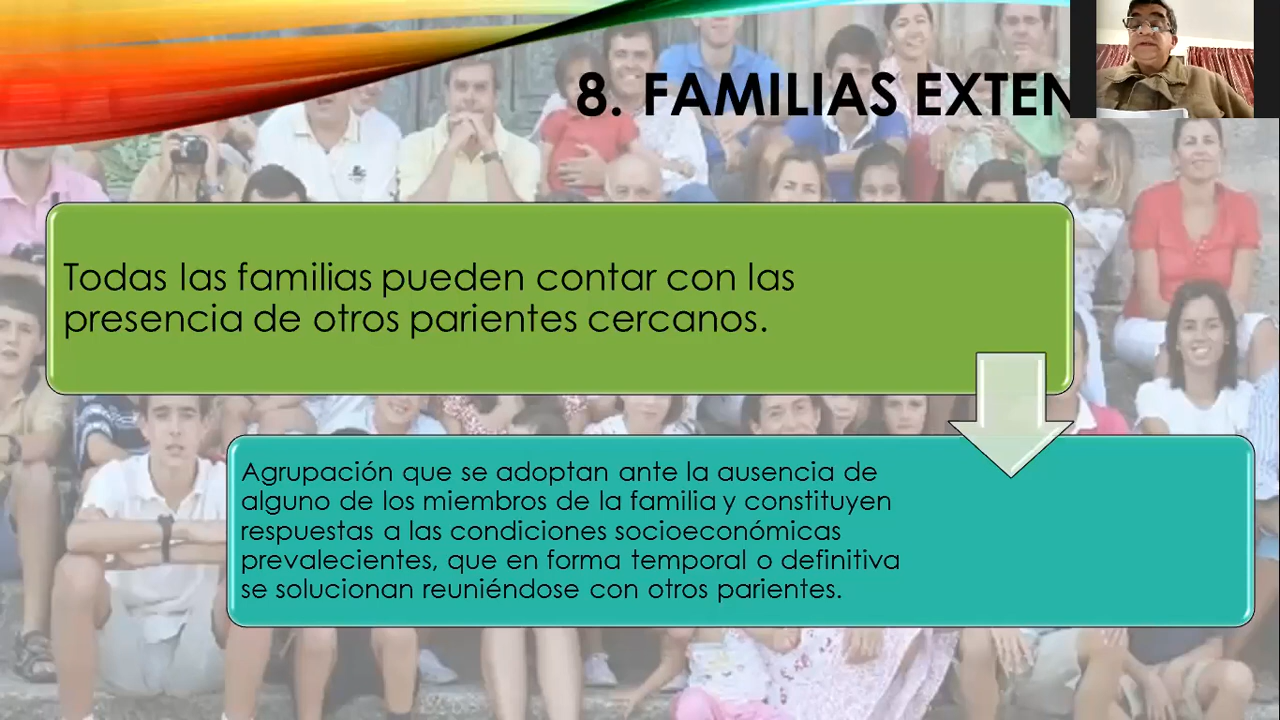 8. FAMILIAS
Todas las familias pueden contar con las
presencia de otros parientes cercanos.
Agrupación que se adoptan ante la ausencia de
alguno de los miembros de la familia y constituyen
respuestas a las condiciones socioeconómicas
prevalecientes, que en forma temporal o definitiva
se solucionan reuniéndose con otros parientes.